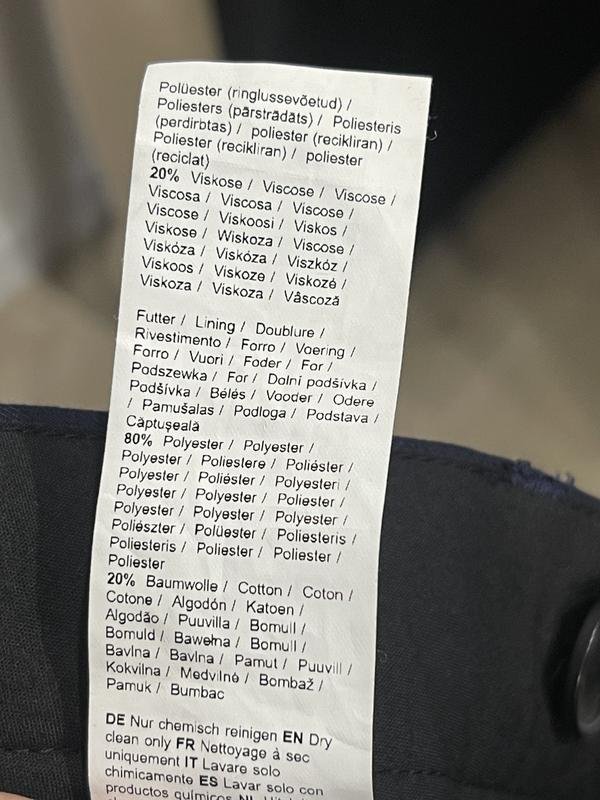 Polüester (ringlussevõetud) /
Poliesters (pārstrādāts) / Poliesteris
(perdirbtas) / poliester (recikliran) /
Poliester (recikliran) / poliester
(reciclat)
20% Viskose / Viscose / Viscose /
Viscosa / Viscosa / Viscose /
Viscose / Viskoosi / Viskos /
Viskose / Wiskoza / Viscose /
Viskóza / Viskóza / Viszkóz /
Viskoos / Viskoze / Viskozė /
Viskoza / Viskoza / Vâscoză
Futter / Lining / Doublure /
Rivestimento / Forro / Voering /
Forro / Vuori / Foder / For /
Podszewka / For / Dolní podšívka /
Podšívka / Bélés / Vooder / Odere
/ Pamušalas / Podloga / Podstava /
Căptușeală
80% Polyester / Polyester /
Polyester / Poliestere / Poliéster /
Polyester / Poliéster / Polyesteri /
Polyester / Polyester / Poliester /
Polyester / Polyester / Polyester /
Poliészter / Polüester / Poliesteris /
Poliesteris / Poliester / Poliester /
Poliester
20% Baumwolle / Cotton / Coton /
Cotone / Algodón / Katoen /
Algodão / Puuvilla / Bomull /
Bomuld / Bawełna / Bomull /
Bavlna / Bavlna / Pamut / Puuvill /
Kokvilna / Medvilnė / Bombaž /
Pamuk / Bumbac
DE Nur chemisch reinigen EN Dry
clean only FR Nettoyage à sec
uniquement IT Lavare solo
chimicamente ES Lavar solo con
productos químicos NL